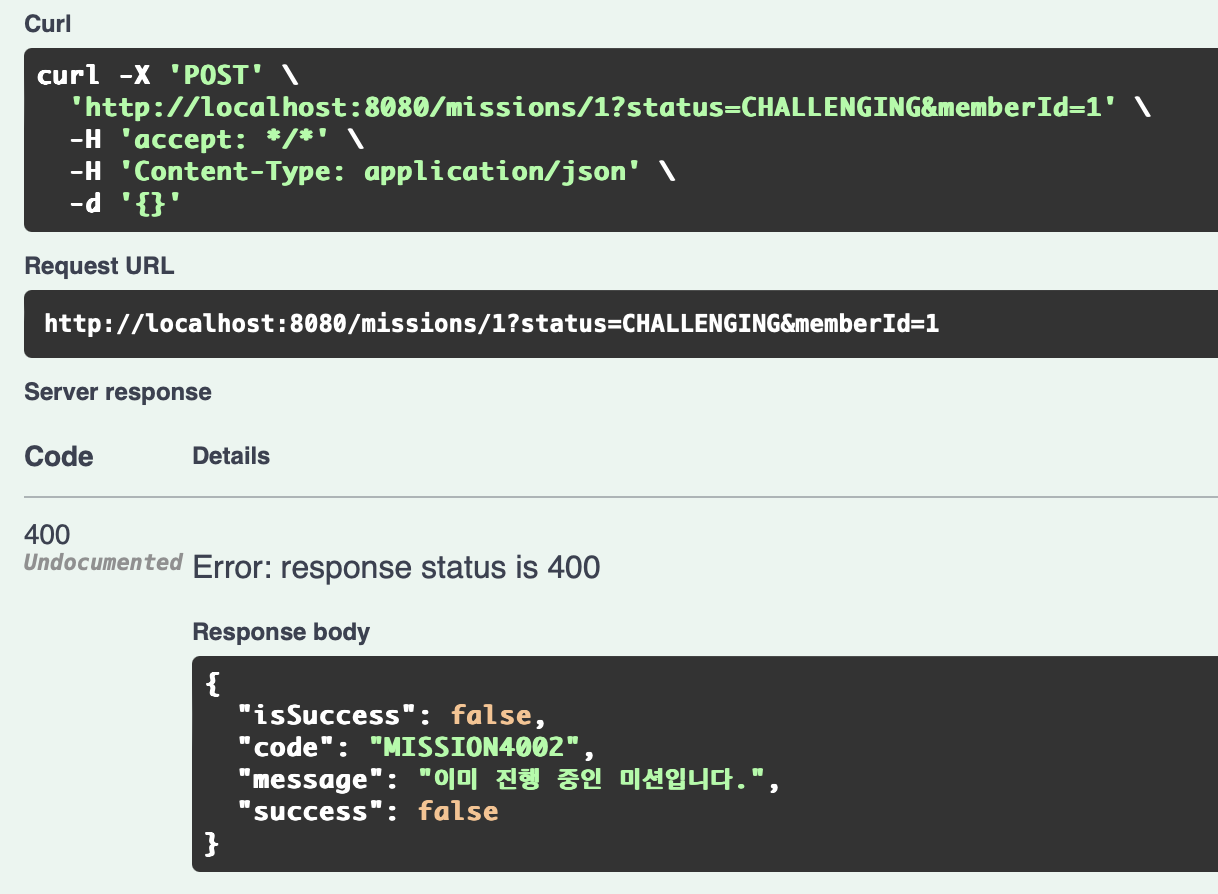 Curl
curl -X 'POST' \
  'http://localhost:8080/missions/1?status=CHALLENGING&memberId=1' \
  -H 'accept: */*' \
  -H 'Content-Type: application/json' \
  -d '{}'
Request URL
http://localhost:8080/missions/1?status=CHALLENGING&memberId=1
Server response
Code Details
400
Undocumented
Error: response status is 400
Response body
{
  "isSuccess": false,
  "code": "MISSION4002",
  "message": "이미 진행 중인 미션입니다.",
  "success": false
}